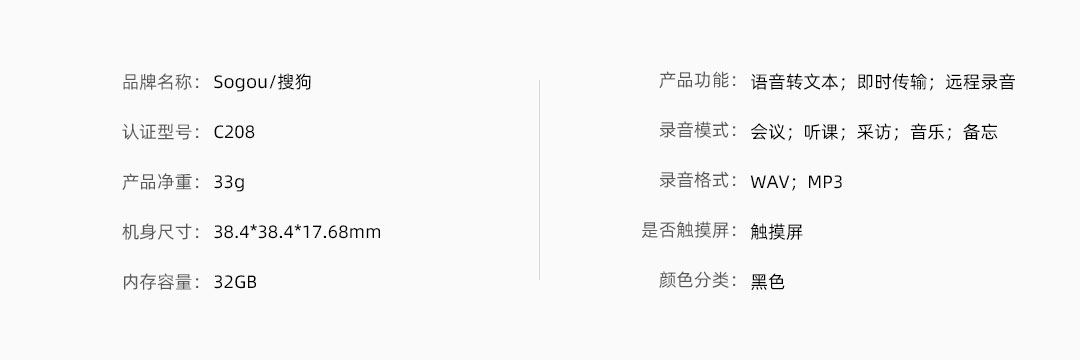 品牌名称： Sogou/搜狗
认证型号： C208
产品净重： 33g
机身尺寸： 38.4*38.4*17.68mm
内存容量： 32GB
产品功能： 语音转文本；即时传输；远程录音
录音模式： 会议；听课；采访；音乐；备忘
录音格式： WAV；MP3
是否触摸屏： 触摸屏
颜色分类： 黑色